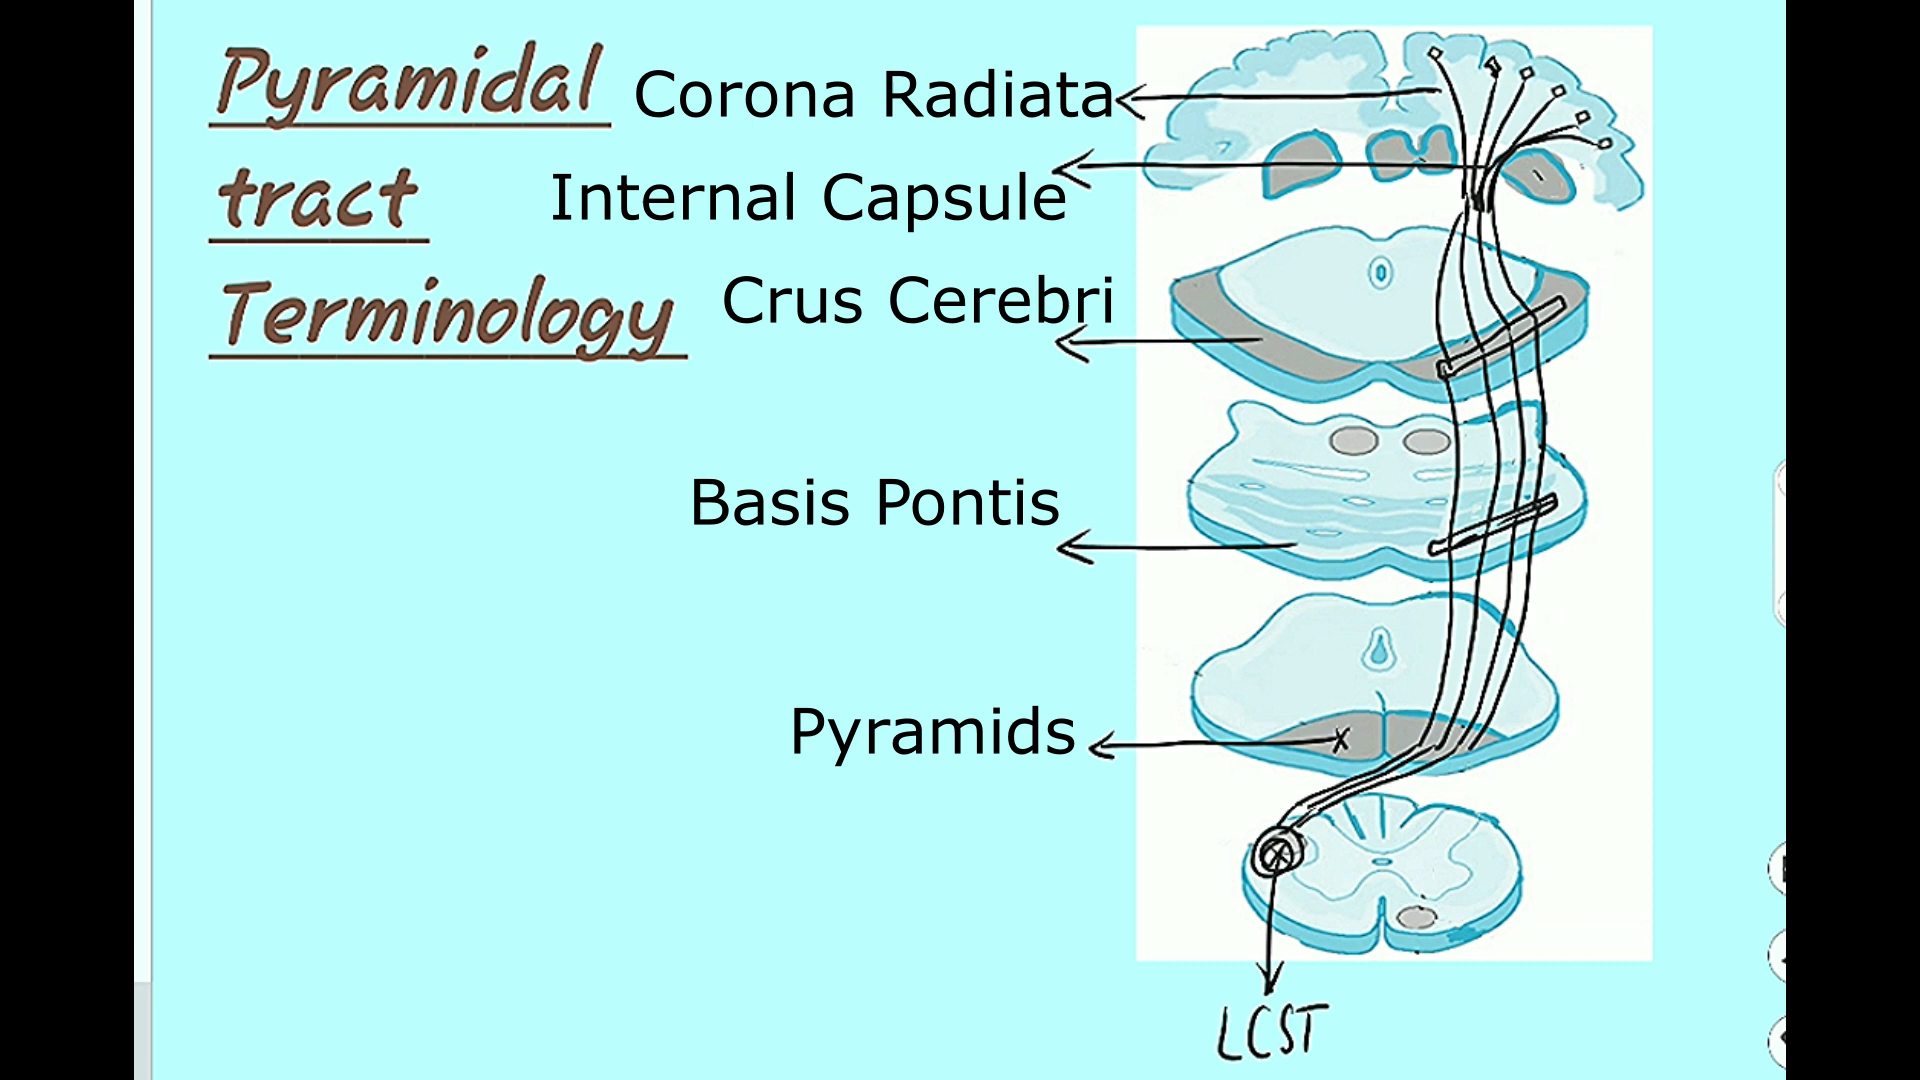 Pyramidal
tract
Terminology
Corona Radiata
Internal Capsule
Crus Cerebri
Basis Pontis
Pyramids
x
LCST